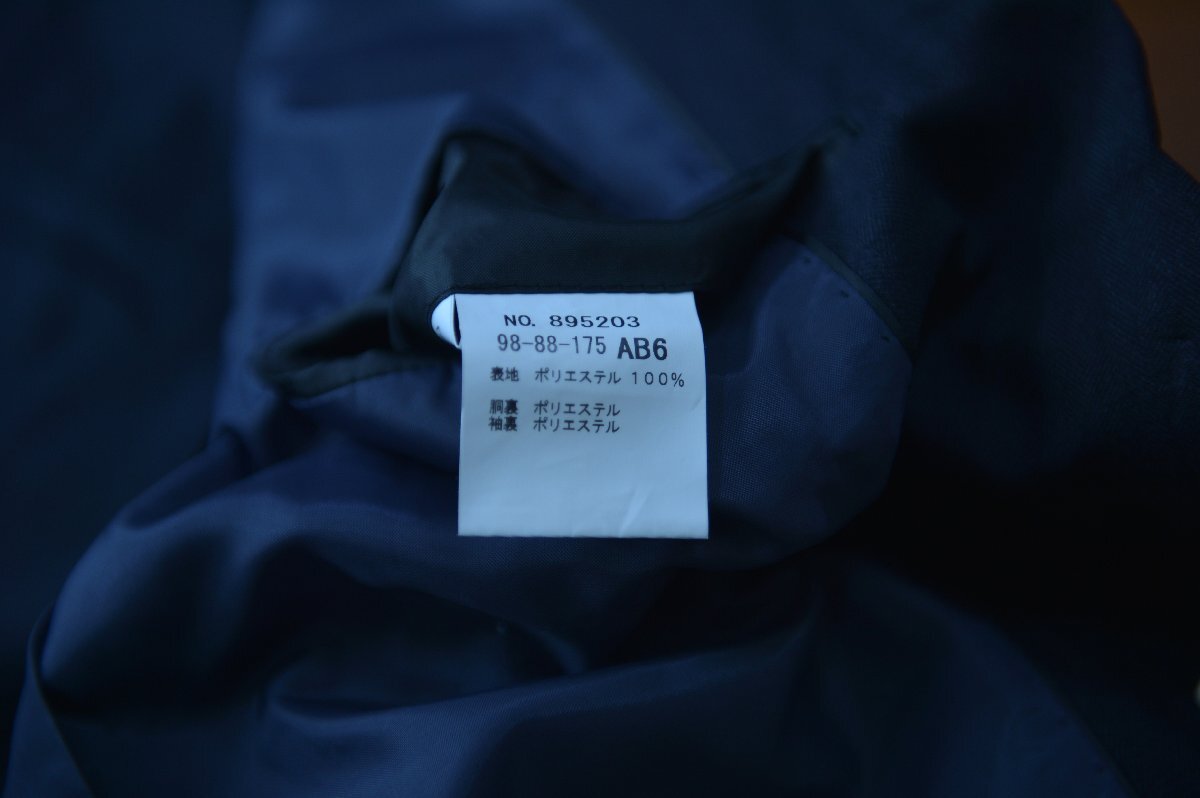 NO. 895203
98-88-175 AB6
表地 ポリエステル 100%
胴裏 ポリエステル
袖裏 ポリエステル